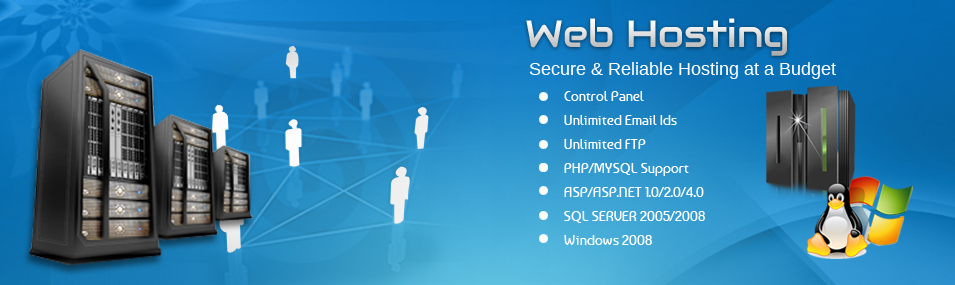 Web Hosting
Secure & Reliable Hosting at a Budget
Control Panel
Unlimited Email Ids
Unlimited FTP
PHP/MYSQL Support
ASP/ASP.NET 1.0/2.0/4.0
SQL SERVER 2005/2008
Windows 2008